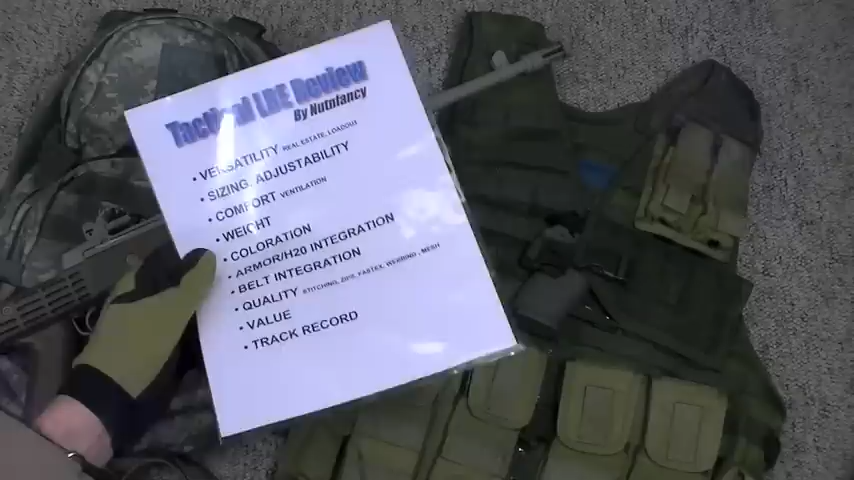 Tactical LBE Review
By Nutnfancy
• VERSATILITY REAL ESTATE, LOADOUT
• SIZING, ADJUSTABILITY
• COMFORT VENTILATION
• WEIGHT
• COLORATION
• ARMOR/H20 INTEGRATION
• BELT INTEGRATION
• QUALITY STITCHING, ZIPS, FASTEX, WEBBING, MESH
• VALUE
• TRACK RECORD